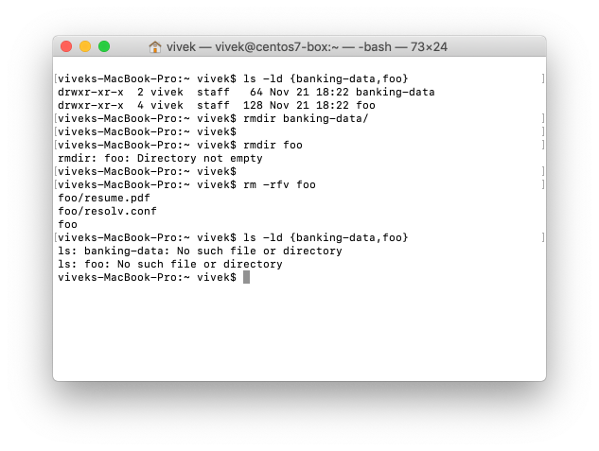 vivek — vivek@centos7-box:~ — -bash — 73×24
[viveks-MacBook-Pro:~ vivek$ ls -ld {banking-data,foo} ]
drwxr-xr-x  2 vivek  staff   64 Nov 21 18:22 banking-data
drwxr-xr-x  4 vivek  staff  128 Nov 21 18:22 foo
[viveks-MacBook-Pro:~ vivek$ rmdir banking-data/ ]
[viveks-MacBook-Pro:~ vivek$ ]
[viveks-MacBook-Pro:~ vivek$ rmdir foo ]
rmdir: foo: Directory not empty
[viveks-MacBook-Pro:~ vivek$ ]
[viveks-MacBook-Pro:~ vivek$ rm -rfv foo ]
foo/resume.pdf
foo/resolv.conf
foo
[viveks-MacBook-Pro:~ vivek$ ls -ld {banking-data,foo} ]
ls: banking-data: No such file or directory
ls: foo: No such file or directory
viveks-MacBook-Pro:~ vivek$